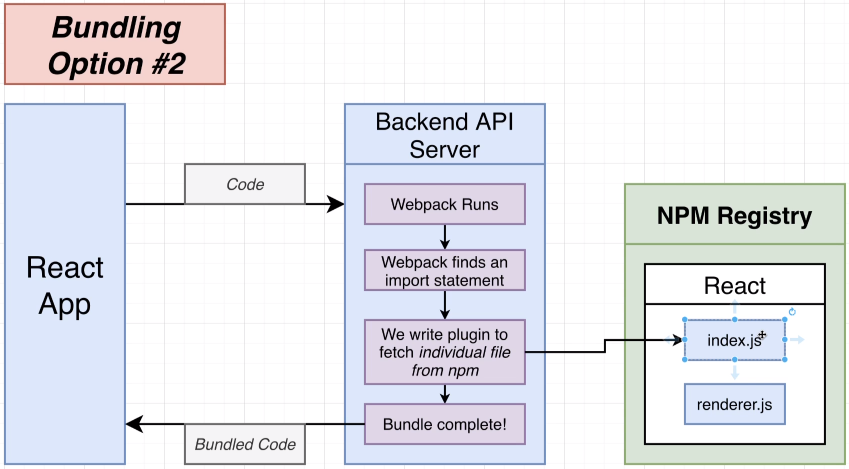 Bundling
Option #2
React
App
Code
Bundled Code
Backend API
Server
Webpack Runs
Webpack finds an
import statement
We write plugin to
fetch individual file
from npm
Bundle complete!
NPM Registry
React
index.js
renderer.js